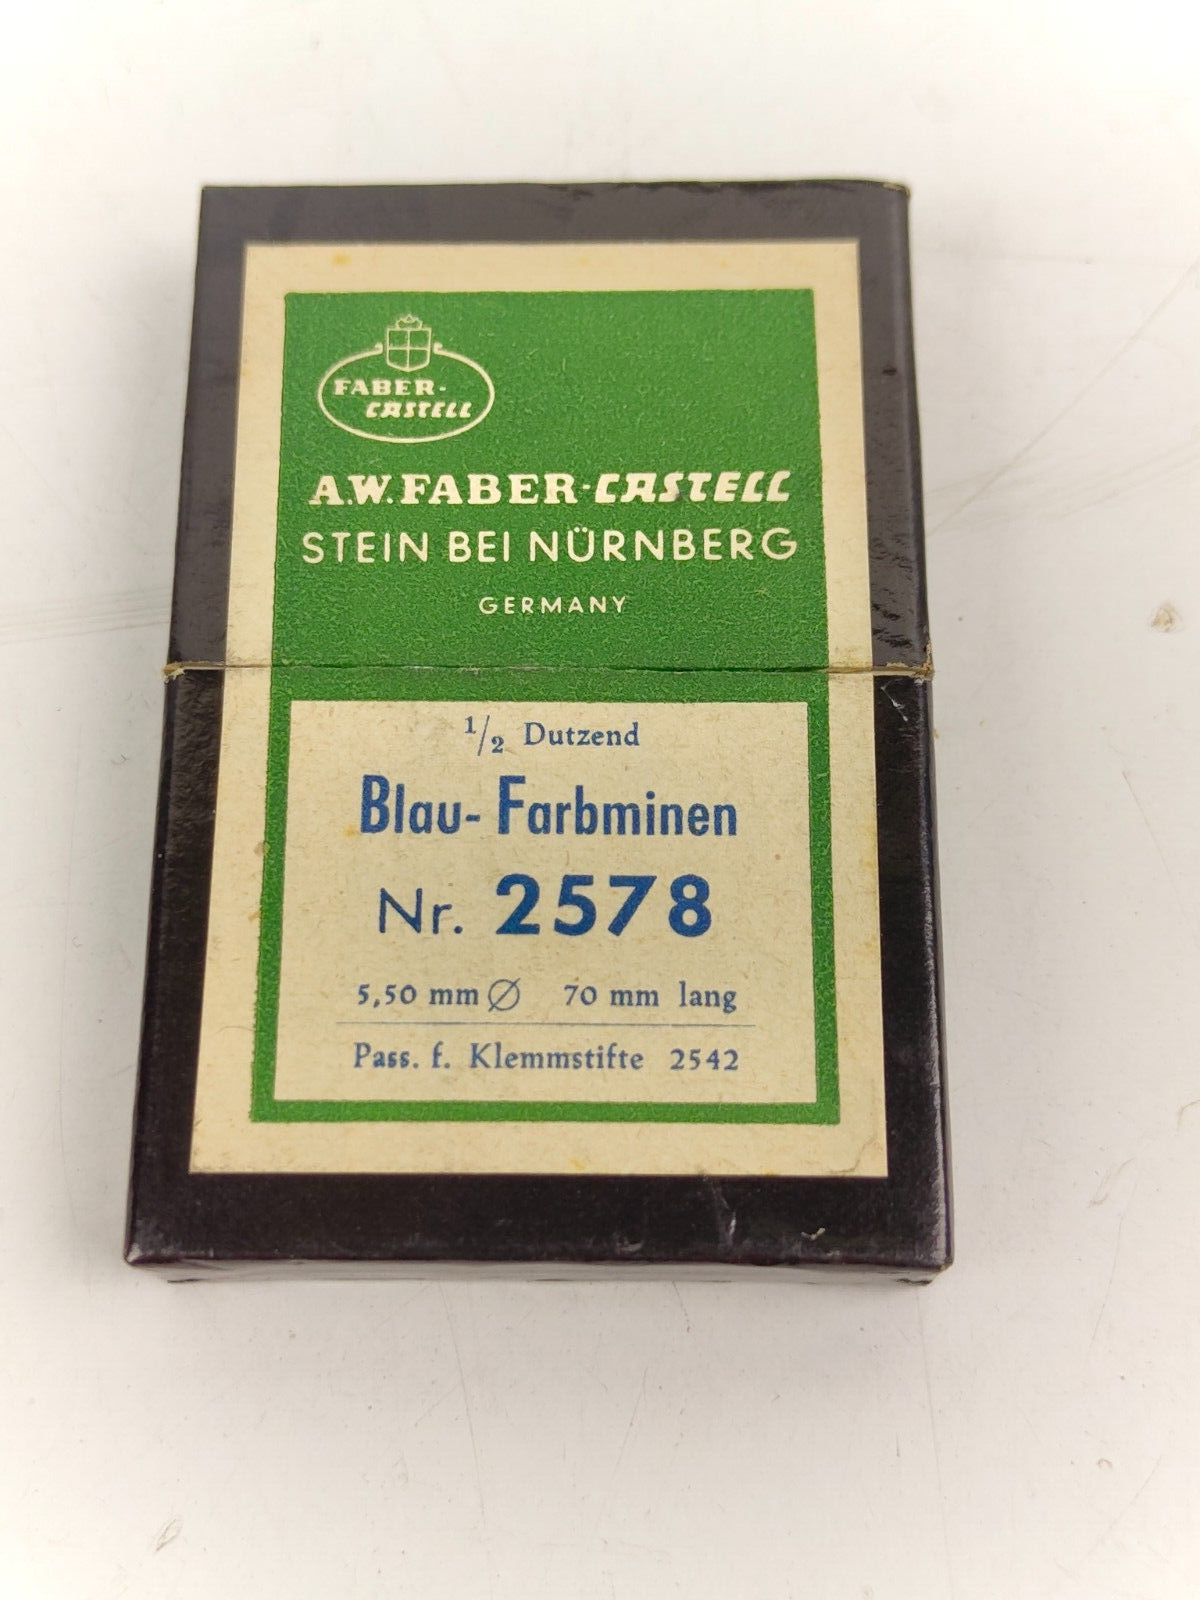 FABER-
CASTELL
A.W. FABER-CASTELL
STEIN BEI NÜRNBERG
GERMANY
1/2 Dutzend
Blau-Farbminen
Nr. 2578
5,50 mm ∅ 70 mm lang
Pass. f. Klemmstifte 2542